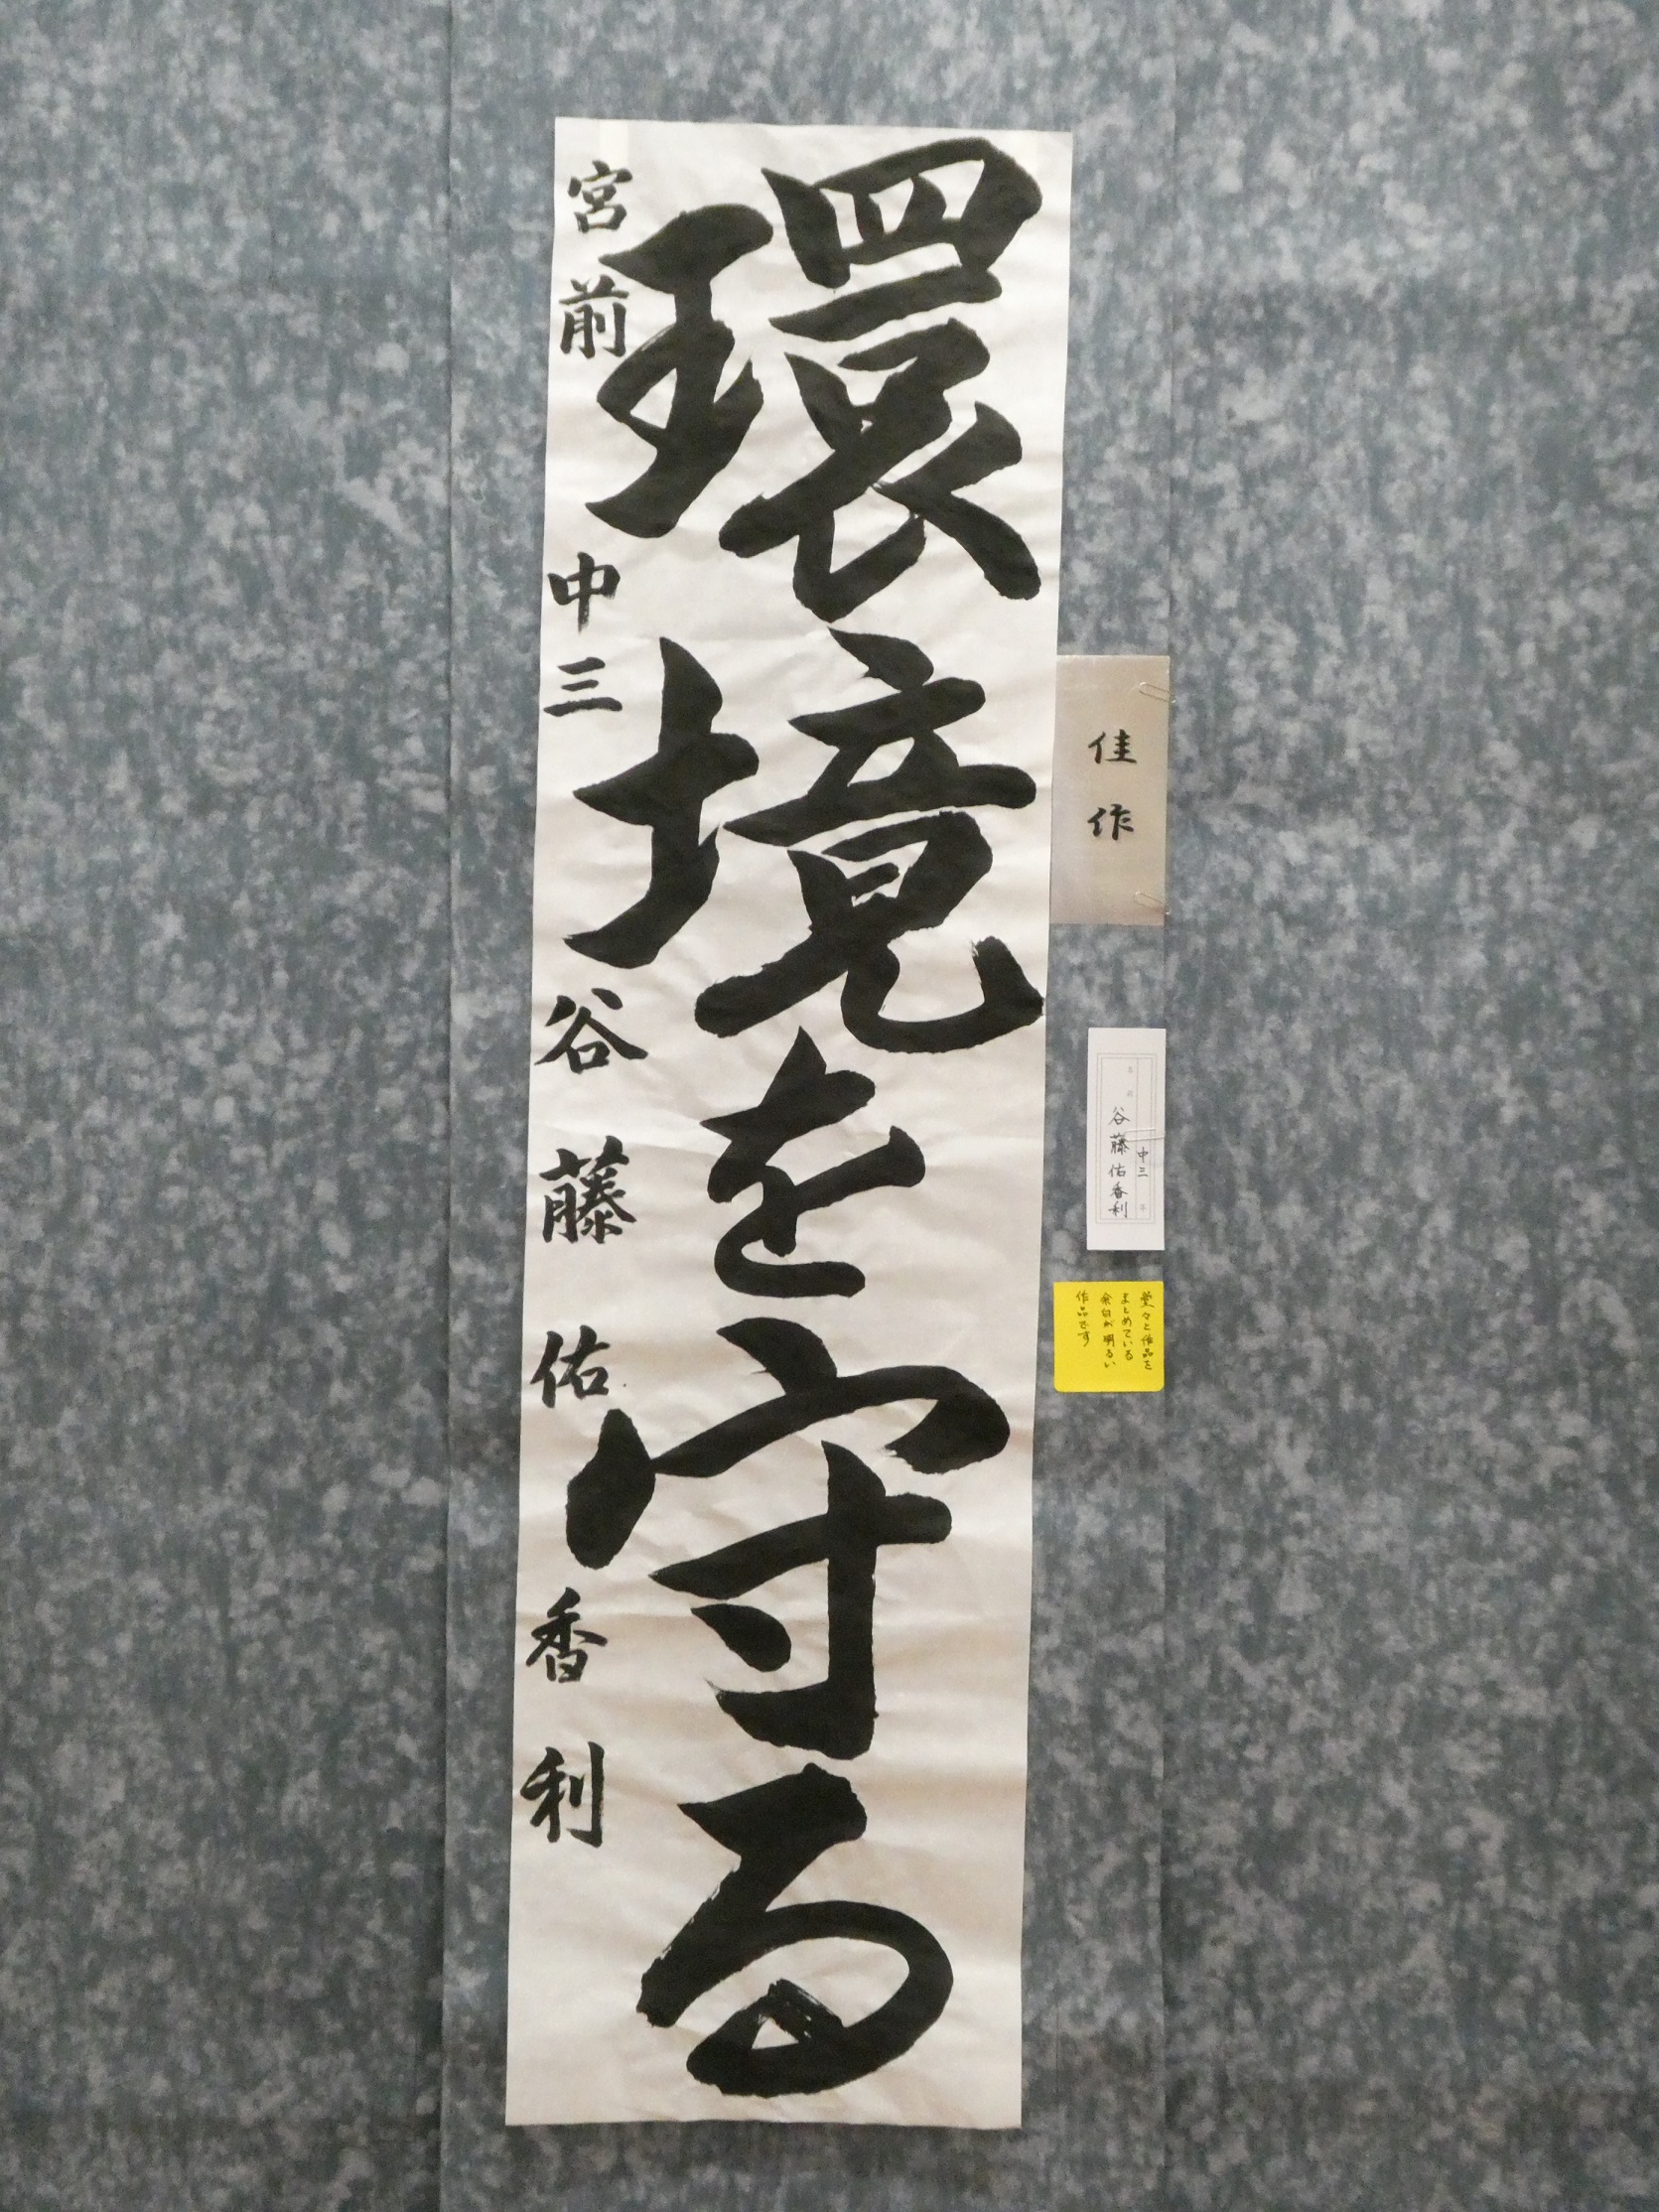 環境を守る
宮前中三 谷藤佑香利
佳作
中三
谷藤佑香利
堂々と作品を
まとめている
余白が明るい
作品です